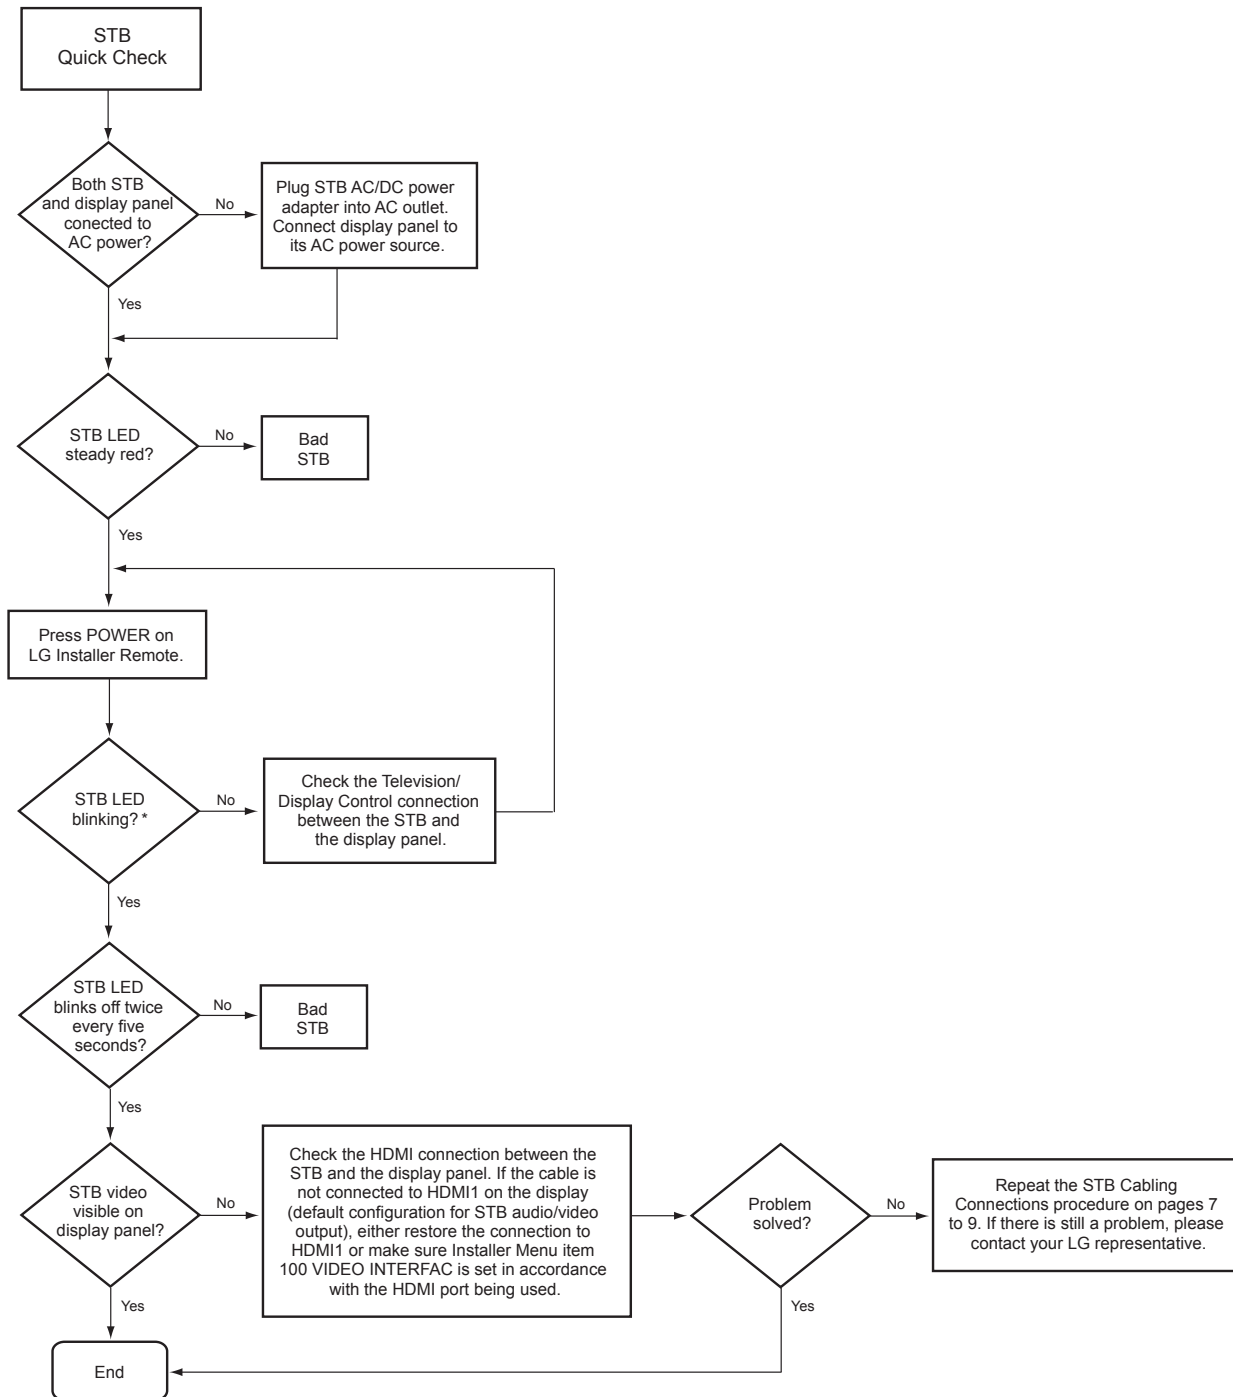 STB
Quick Check
Both STB
and display panel
conected to
AC power?
No
Plug STB AC/DC power
adapter into AC outlet.
Connect display panel to
its AC power source.
Yes
STB LED
steady red?
No
Bad
STB
Yes
Press POWER on
LG Installer Remote.
STB LED
blinking? *
No
Check the Television/
Display Control connection
between the STB and
the display panel.
Yes
STB LED
blinks off twice
every five
seconds?
No
Bad
STB
Yes
STB video
visible on
display panel?
No
Check the HDMI connection between the
STB and the display panel. If the cable is
not connected to HDMI1 on the display
(default configuration for STB audio/video
output), either restore the connection to
HDMI1 or make sure Installer Menu item
100 VIDEO INTERFAC is set in accordance
with the HDMI port being used.
Problem
solved?
No
Repeat the STB Cabling
Connections procedure on pages 7
to 9. If there is still a problem, please
contact your LG representative.
Yes
Yes
End